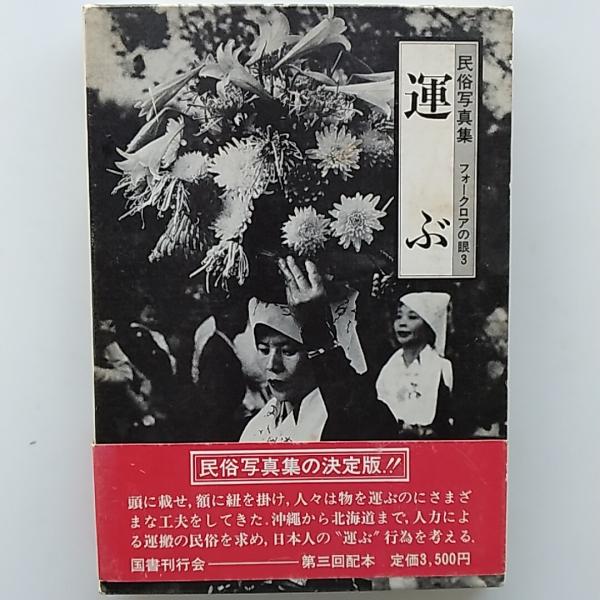 民俗写真集
フォークロアの眼3
運ぶ
民俗写真集の決定版!!
頭に載せ,額に紐を掛け,人々は物を運ぶのにさまざ
まな工夫をしてきた.沖縄から北海道まで,人力によ
る運搬の民俗を求め,日本人の〝運ぶ〟行為を考える.
国書刊行会――――第三回配本 定価3,500円